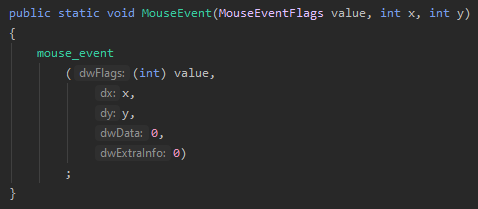 public static void MouseEvent(MouseEventFlags value, int x, int y)
{
mouse_event
( dwFlags: (int) value,
dx: x,
dy: y,
dwData: 0,
dwExtraInfo: 0)
;
}